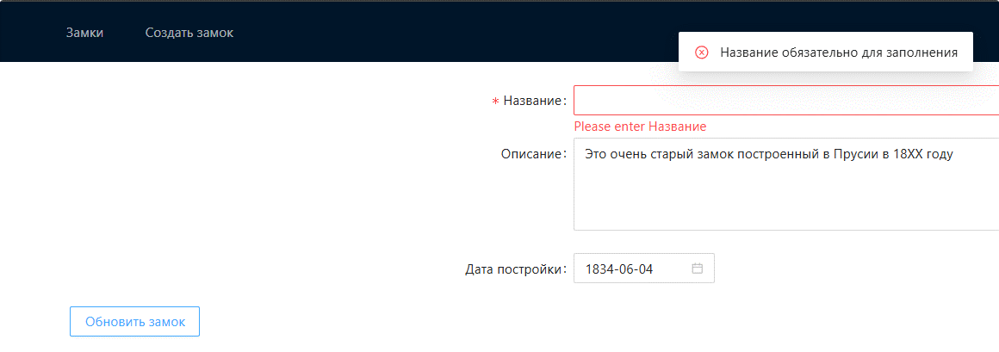 Замки Создать замок
Название обязательно для заполнения
* Название:
Please enter Название
Описание: Это очень старый замок построенный в Прусии в 18XX году
Дата постройки: 1834-06-04
Обновить замок